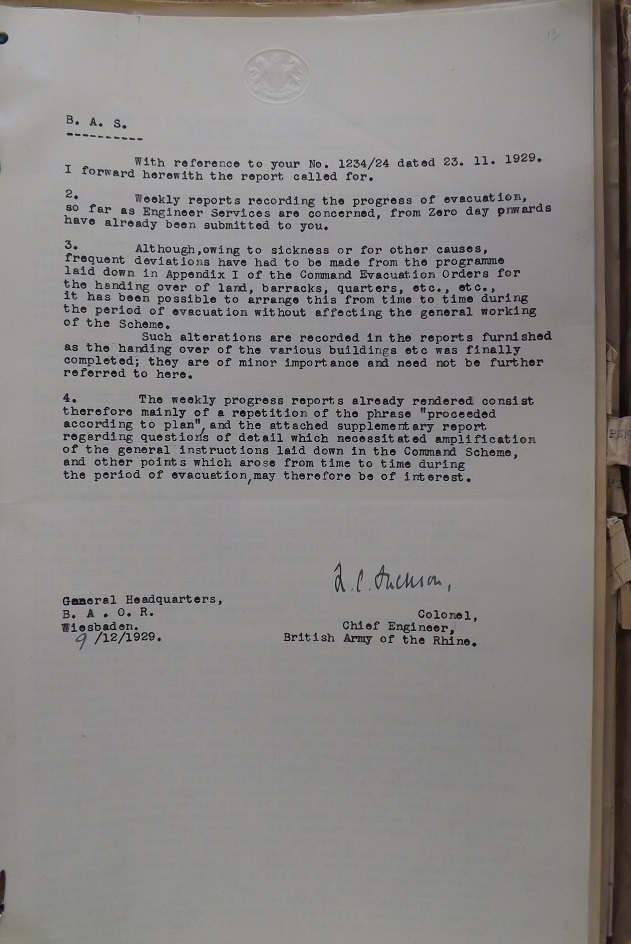 B. A. S.
----------
With reference to your No. 1234/24 dated 23. 11. 1929.
I forward herewith the report called for.
2. Weekly reports recording the progress of evacuation,
so far as Engineer Services are concerned, from Zero day pnwards
have already been submitted to you.
3. Although,owing to sickness or for other causes,
frequent deviations have had to be made from the programme
laid down in Appendix I of the Command Evacuation Orders for
the handing over of land, barracks, quarters, etc., etc.,
it has been possible to arrange this from time to time during
the period of evacuation without affecting the general working
of the Scheme.
Such alterations are recorded in the reports furnished
as the handing over of the various buildings etc was finally
completed; they are of minor importance and need not be further
referred to here.
4. The weekly progress reports already rendered consist
therefore mainly of a repetition of the phrase "proceeded
according to plan", and the attached supplementary report
regarding questions of detail which necessitated amplification
of the general instructions laid down in the Command Scheme,
and other points which arose from time to time during
the period of evacuation,may therefore be of interest.
General Headquarters,
B. A . O. R.
Wiesbaden.
9 /12/1929.
Colonel,
Chief Engineer,
British Army of the Rhine.